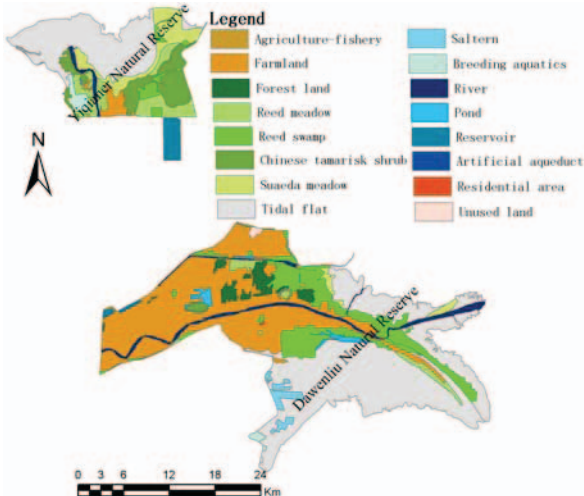 Legend
Agriculture-fishery
Farmland
Forest land
Reed meadow
Reed swamp
Chinese tamarisk shrub
Suaeda meadow
Tidal flat
Saltern
Breeding aquatics
River
Pond
Reservoir
Artificial aqueduct
Residential area
Unused land
Yiqianer Natural Reserve
N
Dawenliu Natural Reserve
0 3 6 12 18 24
Km